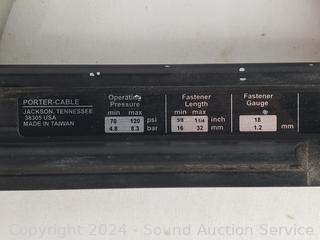 PORTER-CABLE
JACKSON, TENNESSEE
38305 USA
MADE IN TAIWAN
Operating
Pressure
min max
70 120 psi
4.8 8.3 bar
Fastener
Length
min max
5/8 1 1/4 inch
16 32 mm
Fastener
Gauge
18
1.2 mm
Copyright 2024 - Sound Auction Service